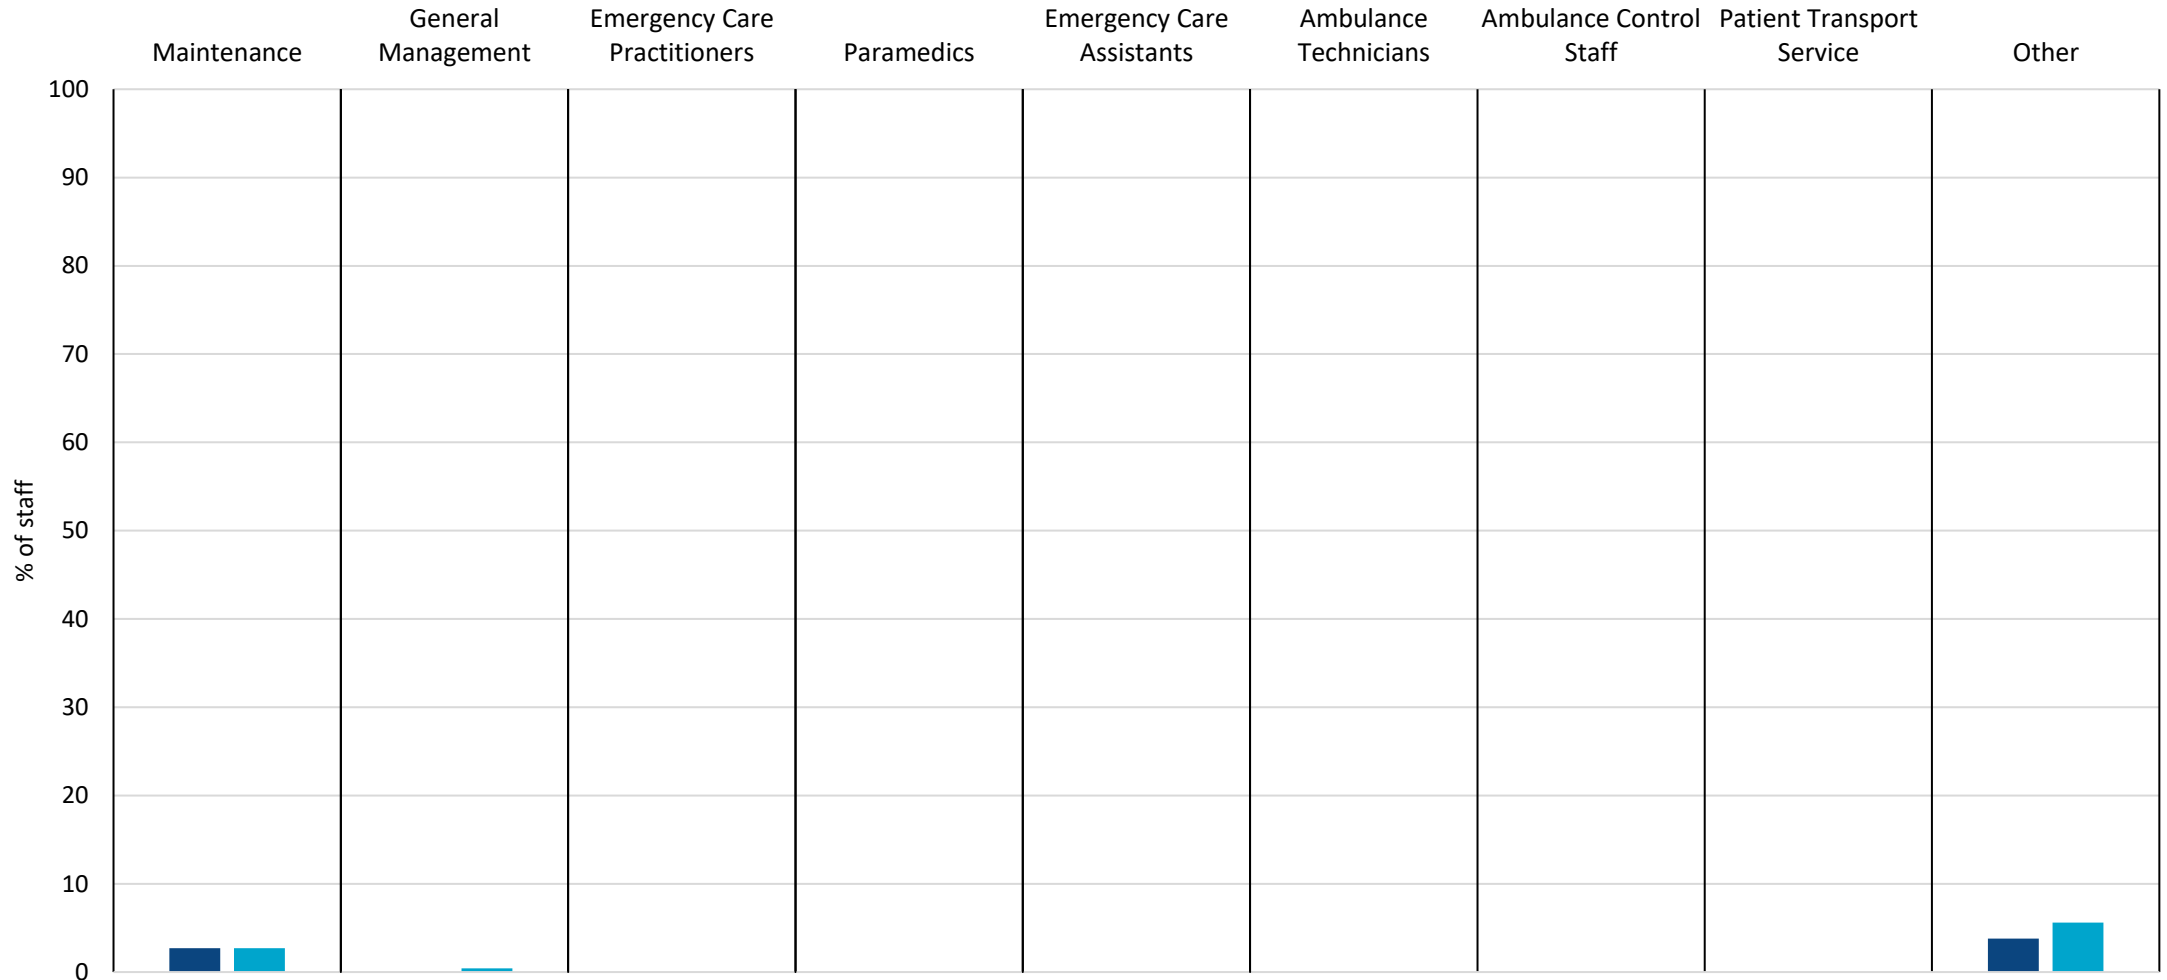 Maintenance
General
Management
Emergency Care
Practitioners
Paramedics
Emergency Care
Assistants
Ambulance
Technicians
Ambulance Control
Staff
Patient Transport
Service
Other
100
90
80
70
60
50
40
30
20
10
0
% of staff